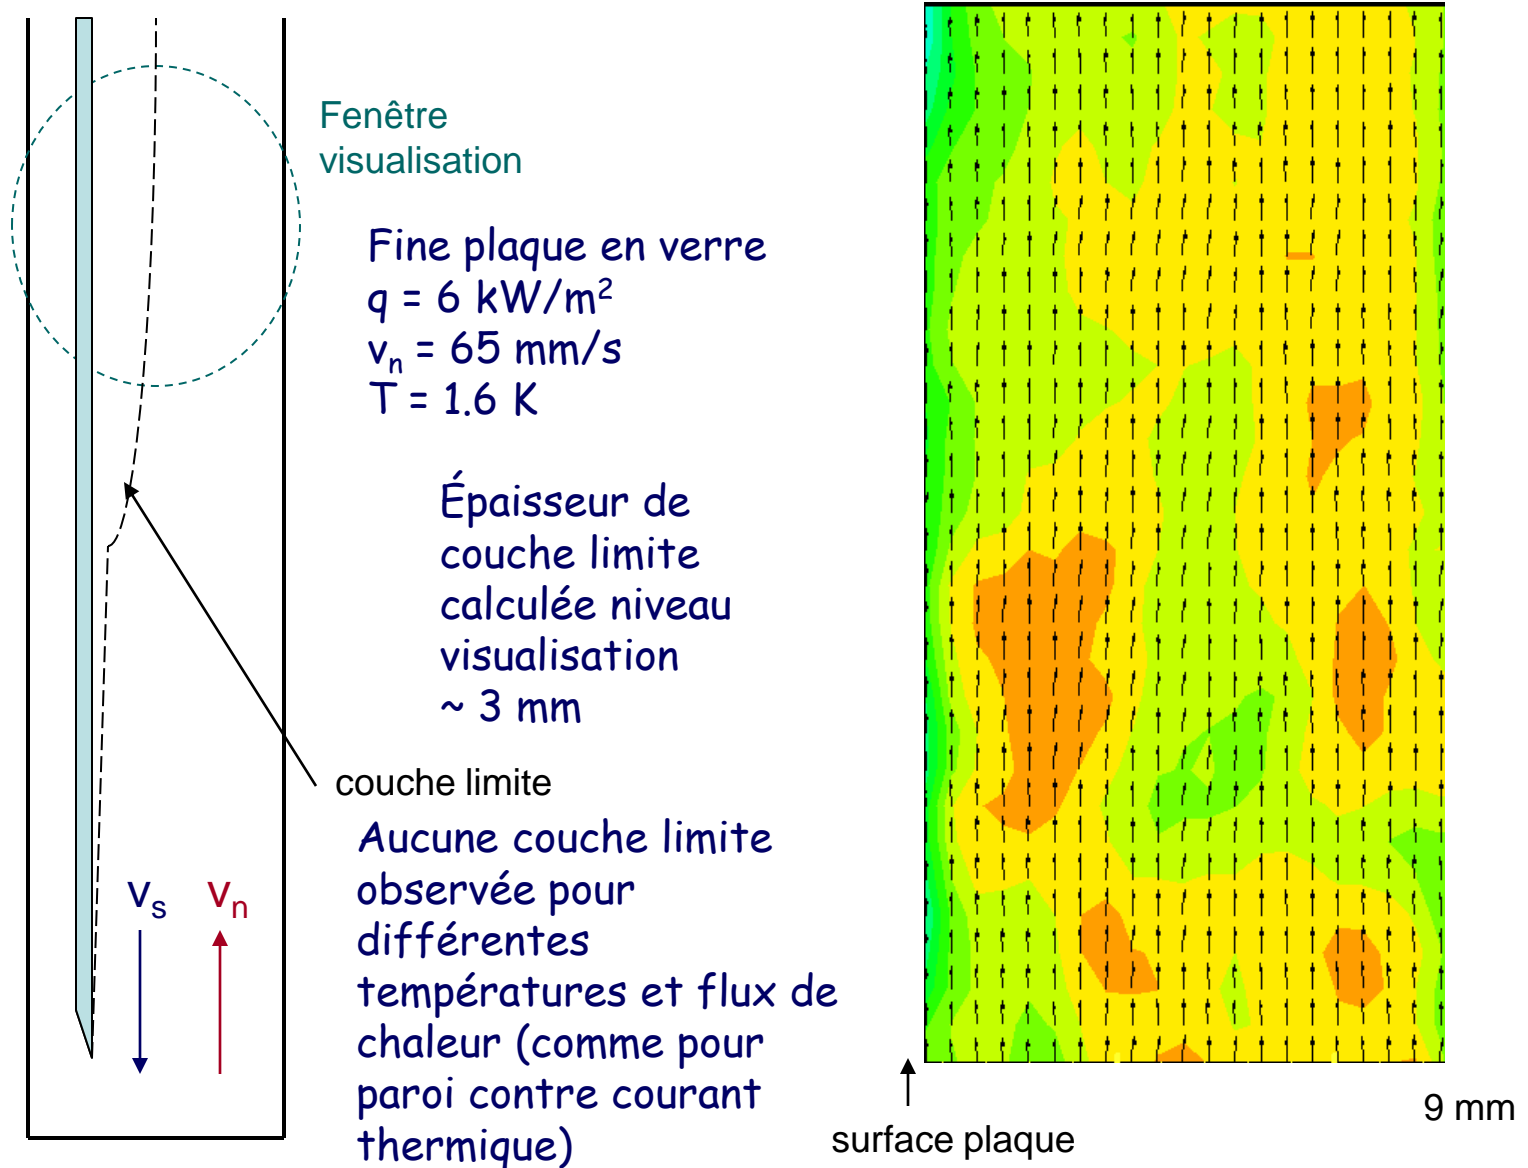 Fenêtre
visualisation
Fine plaque en verre
q = 6 kW/m²
vₙ = 65 mm/s
T = 1.6 K
Épaisseur de
couche limite
calculée niveau
visualisation
~ 3 mm
couche limite
Aucune couche limite
observée pour
différentes
températures et flux de
chaleur (comme pour
paroi contre courant
thermique)
vₛ vₙ
9 mm
surface plaque